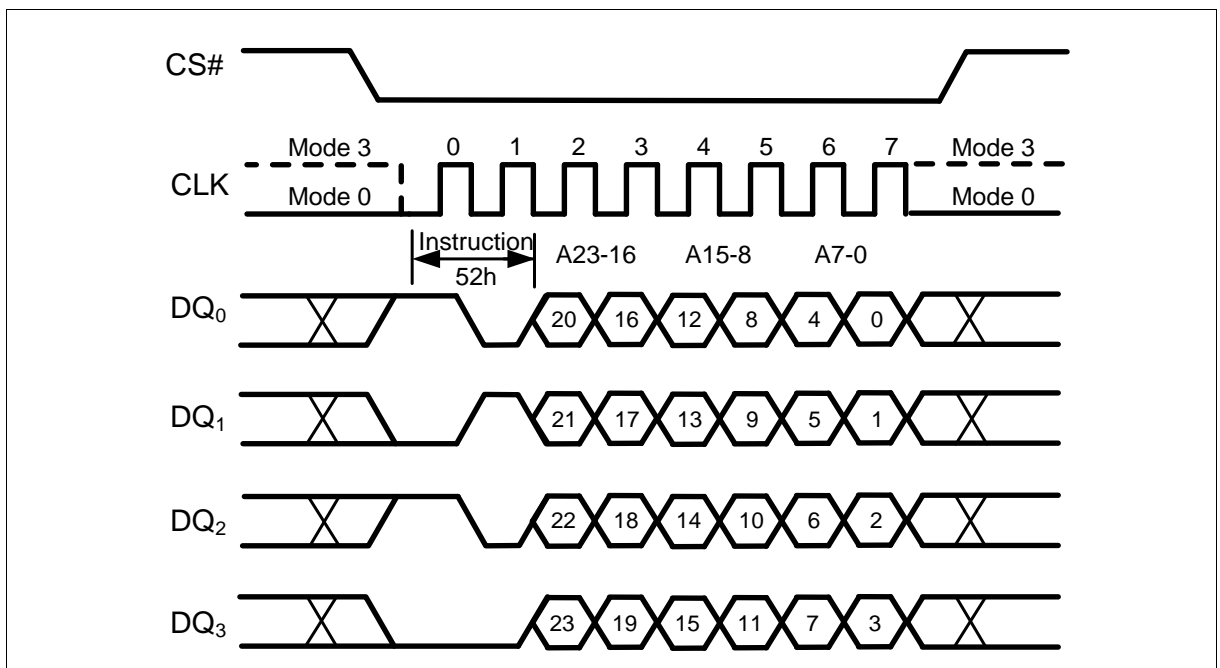 CS#
Mode 3 0 1 2 3 4 5 6 7 Mode 3
CLK
Mode 0 Mode 0
Instruction A23-16 A15-8 A7-0
52h
DQ0 20 16 12 8 4 0
DQ1 21 17 13 9 5 1
DQ2 22 18 14 10 6 2
DQ3 23 19 15 11 7 3